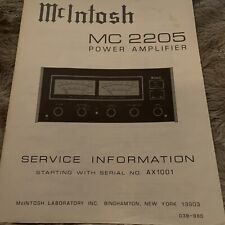 McIntosh
MC 2205
POWER AMPLIFIER
SERVICE INFORMATION
STARTING WITH SERIAL NO. AX1001
McINTOSH LABORATORY INC. BINGHAMTON, NEW YORK 13903
039-985